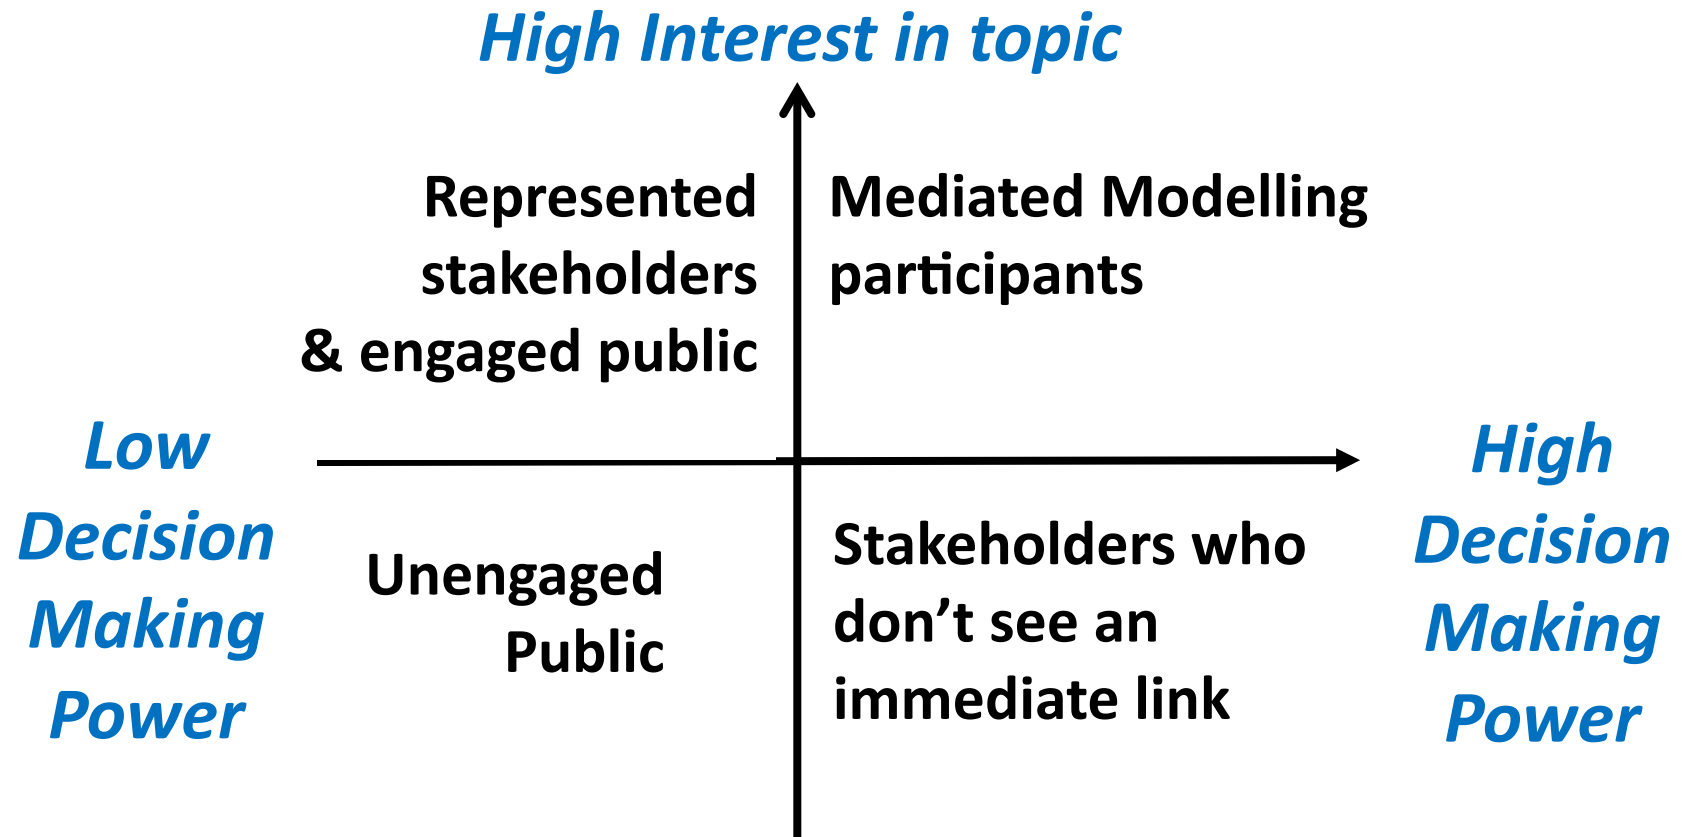 High Interest in topic
Represented
stakeholders
& engaged public
Mediated Modelling
participants
Low
Decision
Making
Power
High
Decision
Making
Power
Unengaged
Public
Stakeholders who
don’t see an
immediate link